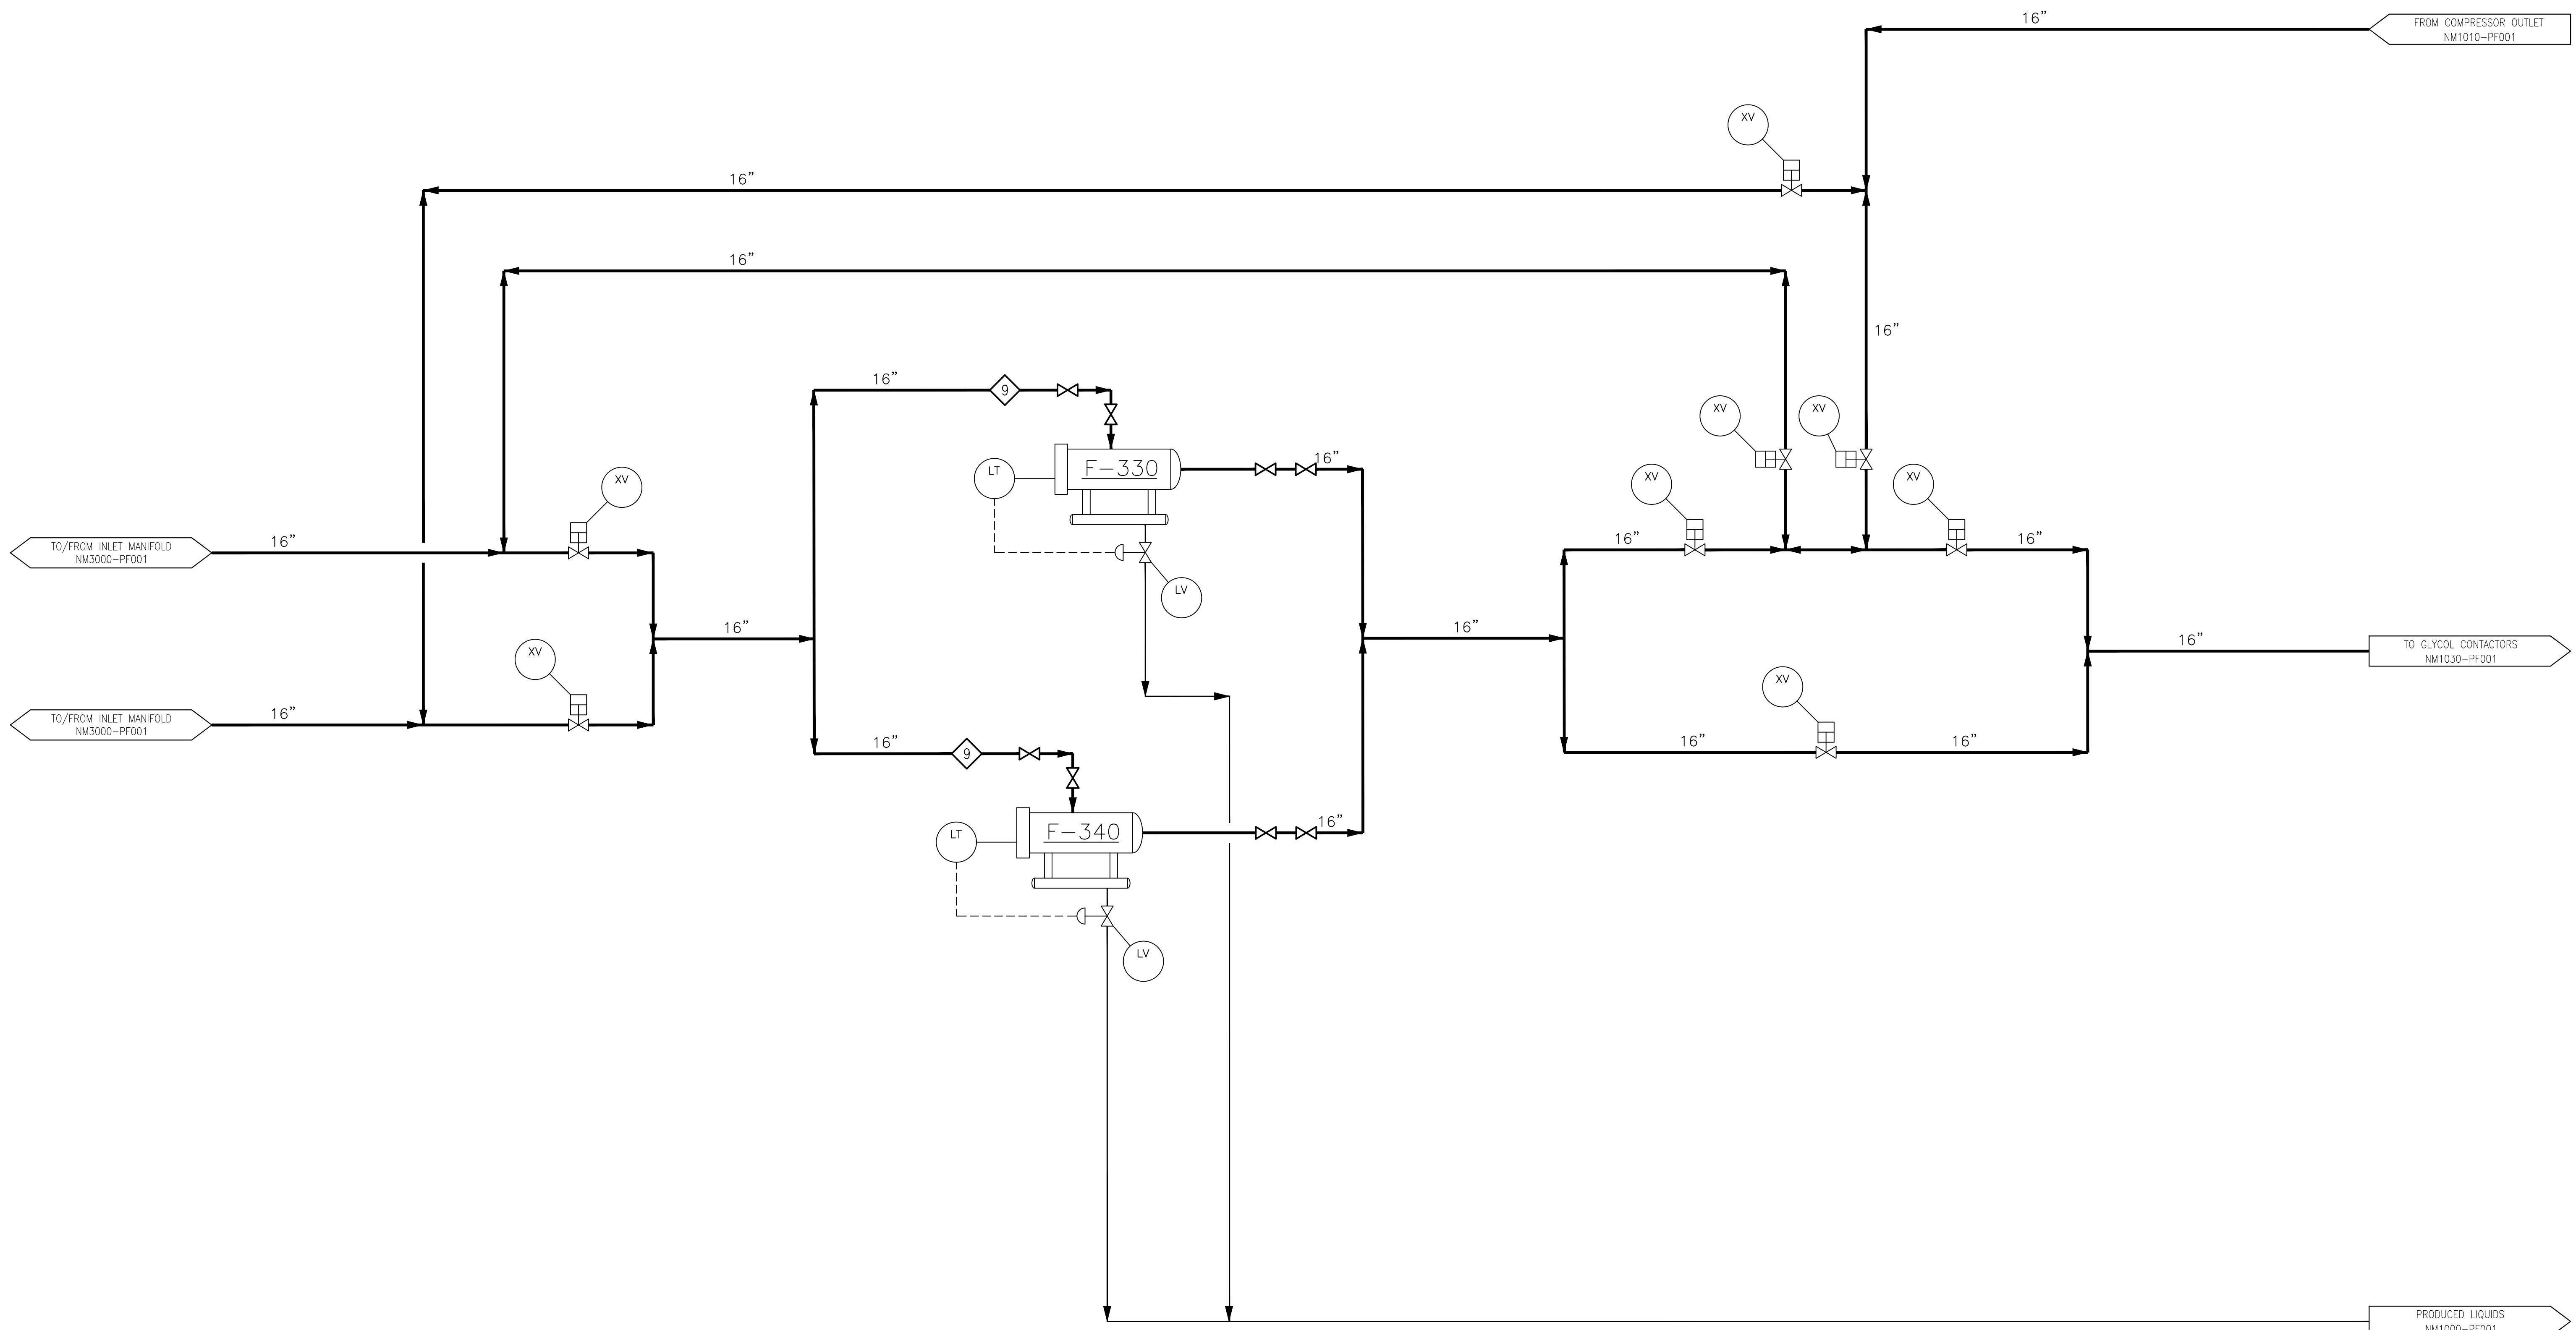 16”
FROM COMPRESSOR OUTLET
NM1010-PF001
XV
16”
16”
16”
16”
9
XV
XV
F-330
LT
16”
XV
XV
XV
16”
TO/FROM INLET MANIFOLD
NM3000-PF001
16”
16”
LV
16”
16”
16”
TO GLYCOL CONTACTORS
NM1030-PF001
XV
XV
TO/FROM INLET MANIFOLD
NM3000-PF001
16”
16”
9
16”
16”
F-340
LT
16”
LV
PRODUCED LIQUIDS
NM1000-PF001